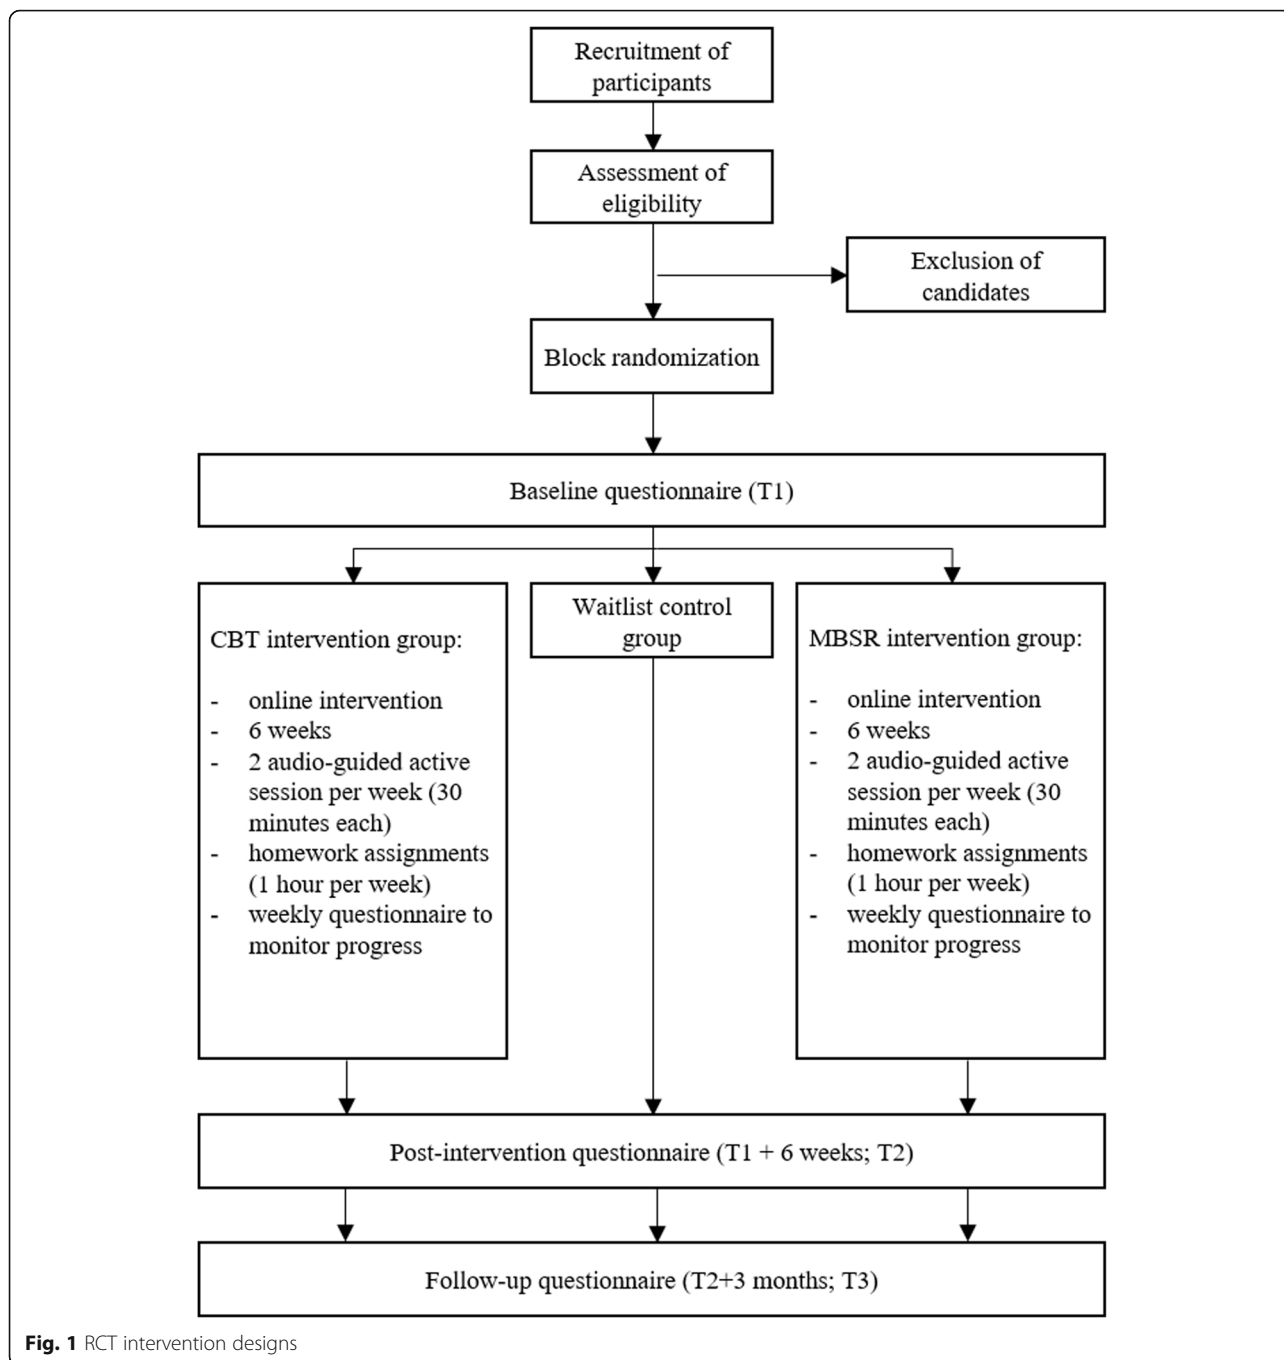 Recruitment of
participants
Assessment of
eligibility
Exclusion of
candidates
Block randomization
Baseline questionnaire (T1)
CBT intervention group:
- online intervention
- 6 weeks
- 2 audio-guided active
session per week (30
minutes each)
- homework assignments
(1 hour per week)
- weekly questionnaire to
monitor progress
Waitlist control
group
MBSR intervention group:
- online intervention
- 6 weeks
- 2 audio-guided active
session per week (30
minutes each)
- homework assignments
(1 hour per week)
- weekly questionnaire to
monitor progress
Post-intervention questionnaire (T1 + 6 weeks; T2)
Follow-up questionnaire (T2+3 months; T3)
Fig. 1 RCT intervention designs